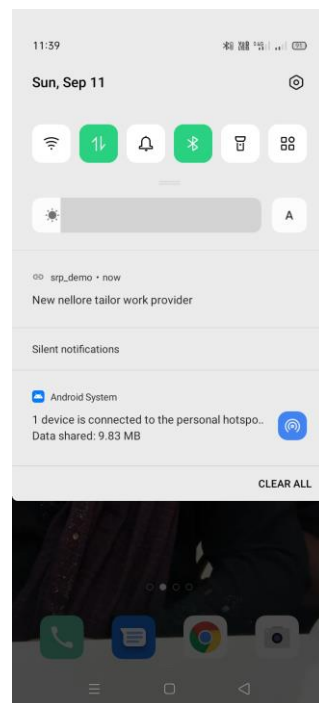 11:39
Sun, Sep 11
A
srp_demo • now
New nellore tailor work provider
Silent notifications
Android System
1 device is connected to the personal hotspo..
Data shared: 9.83 MB
CLEAR ALL